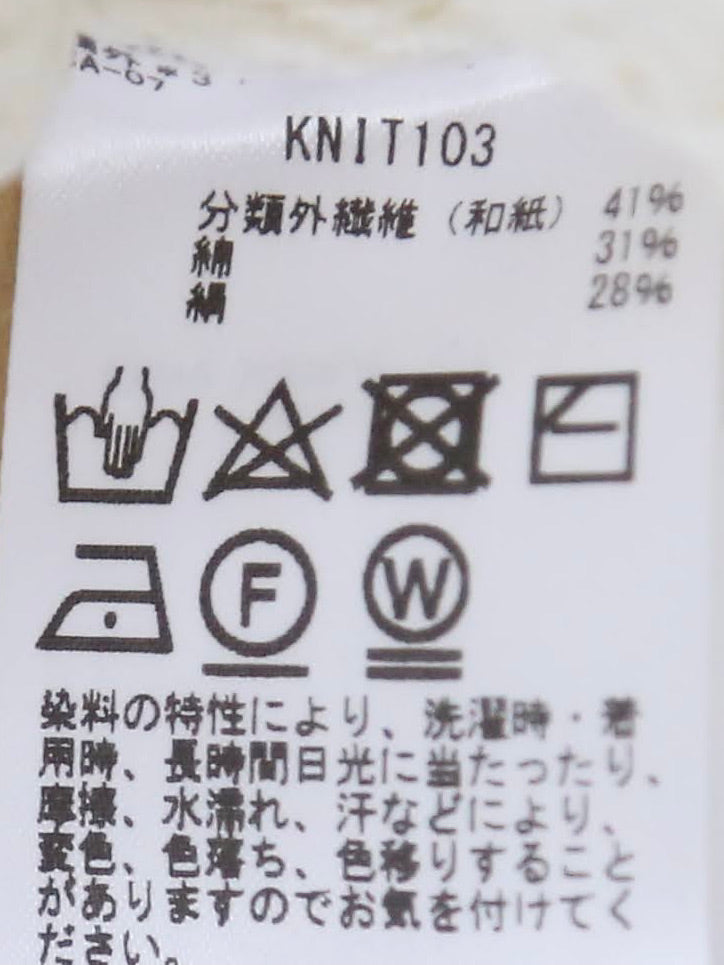 A-07
KNIT103
分類外繊維（和紙） 41%
綿 31%
絹 28%
F
W
染料の特性により、洗濯時・着
用時、長時間日光に当たったり、
摩擦、水濡れ、汗などにより、
変色、色落ち、色移りすること
がありますのでお気を付けてく
ださい。